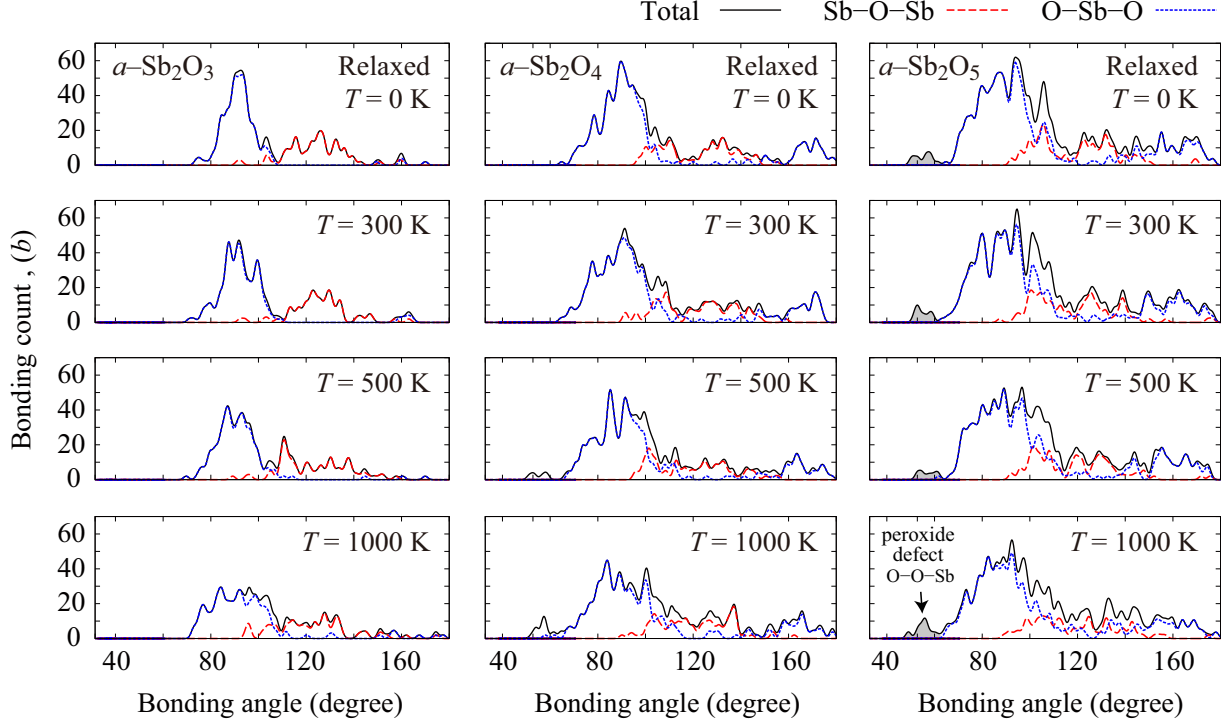 Total Sb−O−Sb O−Sb−O
Bonding count , (b)
60
40
20
0
a−Sb₂O₃ Relaxed
T = 0 K
a−Sb₂O₄ Relaxed
T = 0 K
a−Sb₂O₅ Relaxed
T = 0 K
60
40
20
0
T = 300 K
T = 300 K
T = 300 K
60
40
20
0
T = 500 K
T = 500 K
T = 500 K
60
40
20
0
T = 1000 K
T = 1000 K
peroxide
defect
O−O−Sb
T = 1000 K
40 80 120 160
40 80 120 160
40 80 120 160
Bonding angle (degree)
Bonding angle (degree)
Bonding angle (degree)